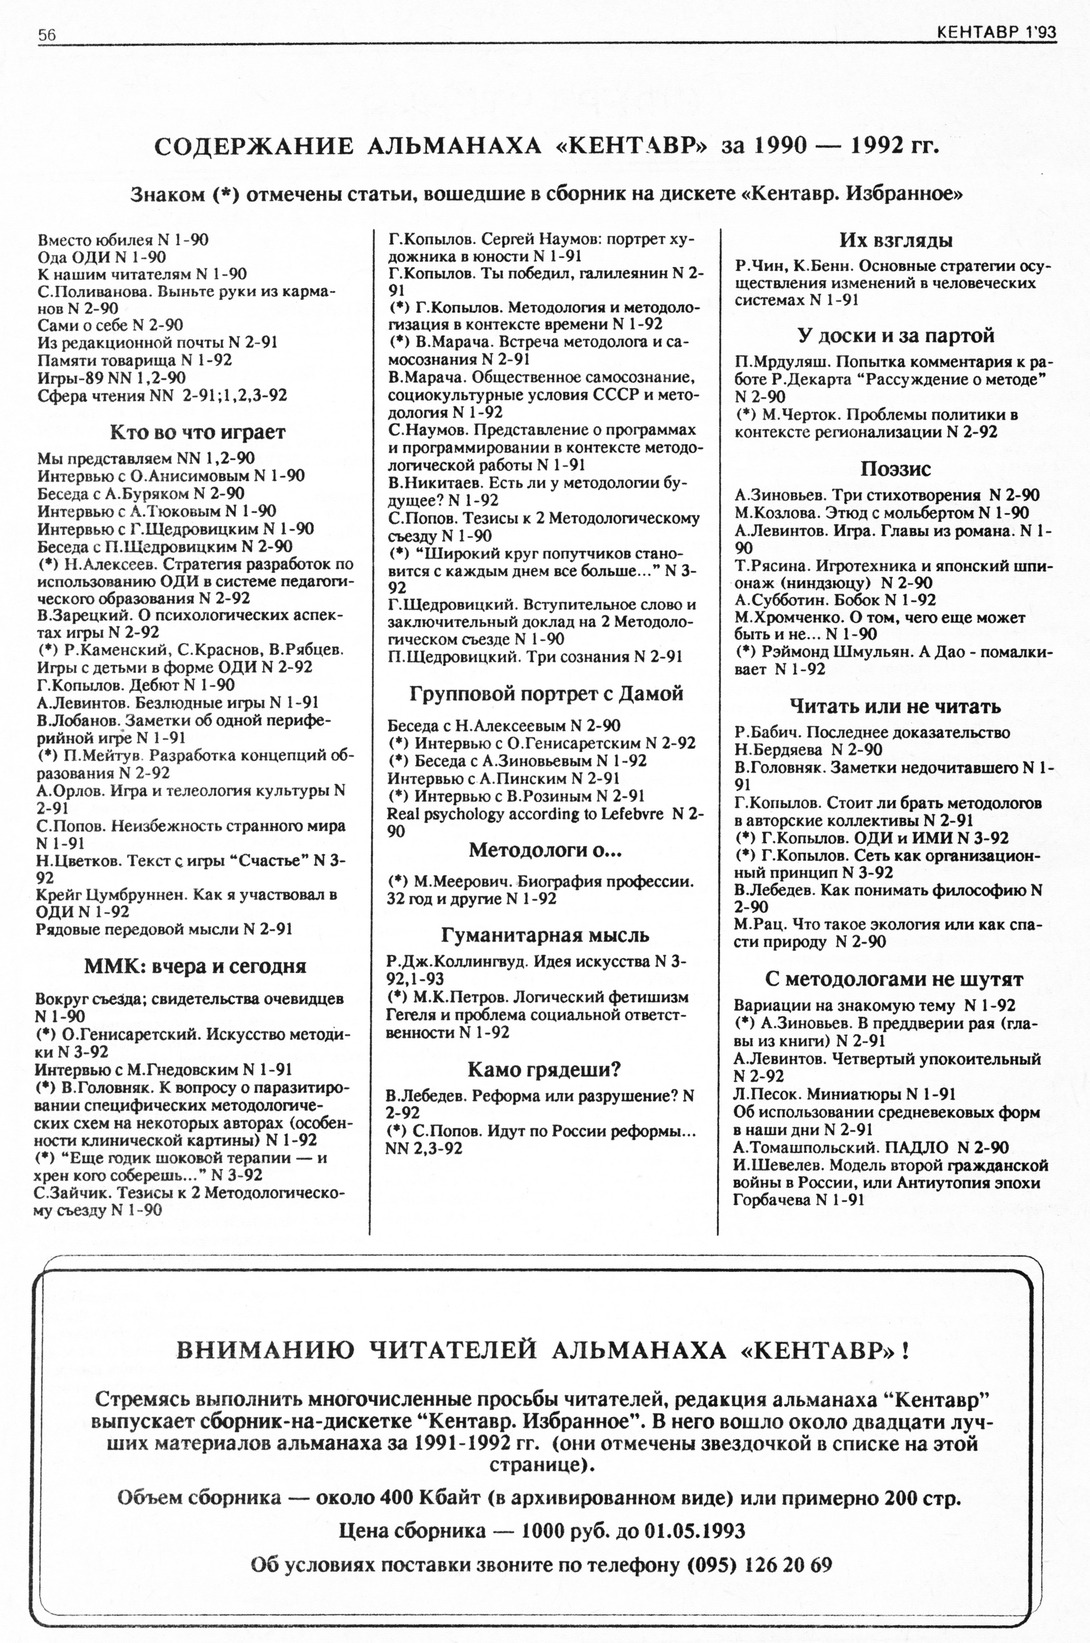 56
КЕНТАВР 1'93
СОДЕРЖАНИЕ АЛЬМАНАХА «КЕНТАВР» за 1990 — 1992 гг.
Знаком (*) отмечены статьи, вошедшие в сборник на дискете «Кентавр. Избранное»
Вместо юбилея N 1-90
Ода ОДИ N 1-90
К нашим читателям N 1-90
С.Поливанова. Выньте руки из карма-
нов N 2-90
Сами о себе N 2-90
Из редакционной почты N 2-91
Памяти товарища N 1-92
Игры-89 NN 1,2-90
Сфера чтения NN 2-91;1,2,3-92
Кто во что играет
Мы представляем NN 1,2-90
Интервью с О.Анисимовым N 1-90
Беседа с А.Буряком N 2-90
Интервью с А.Тюковым N 1-90
Интервью с Г.Щедровицким N 1-90
Беседа с П.Щедровицким N 2-90
(*) Н.Алексеев. Стратегия разработок по
использованию ОДИ в системе педагоги-
ческого образования N 2-92
В.Зарецкий. О психологических аспек-
тах игры N 2-92
(*) Р.Каменский, С.Краснов, В.Рябцев.
Игры с детьми в форме ОДИ N 2-92
Г.Копылов. Дебют N 1-90
А.Левинтов. Безлюдные игры N 1-91
В.Лобанов. Заметки об одной перифе-
рийной игре N 1-91
(*) П.Мейтув. Разработка концепций об-
разования N 2-92
А.Орлов. Игра и телеология культуры N
2-91
С.Попов. Неизбежность странного мира
N 1-91
Н.Цветков. Текст с игры “Счастье” N 3-
92
Крейг Цумбруннен. Как я участвовал в
ОДИ N 1-92
Рядовые передовой мысли N 2-91
ММК: вчера и сегодня
Вокруг съезда; свидетельства очевидцев
N 1-90
(*) О.Генисаретский. Искусство методи-
ки N 3-92
Интервью с М.Гнедовским N 1-91
(*) В.Головняк. К вопросу о паразитиро-
вании специфических методологиче-
ских схем на некоторых авторах (особен-
ности клинической картины) N 1-92
(*) “Еще годик шоковой терапии — и
хрен кого соберешь...” N 3-92
С.Зайчик. Тезисы к 2 Методологическо-
му съезду N 1-90
Г.Копылов. Сергей Наумов: портрет ху-
дожника в юности N 1-91
Г.Копылов. Ты победил, галилеянин N 2-
91
(*) Г.Копылов. Методология и методоло-
гизация в контексте времени N 1-92
(*) В.Марача. Встреча методолога и са-
мосознания N 2-91
В.Марача. Общественное самосознание,
социокультурные условия СССР и мето-
дология N 1-92
С.Наумов. Представление о программах
и программировании в контексте методо-
логической работы N 1-91
В.Никитаев. Есть ли у методологии бу-
дущее? N 1-92
С.Попов. Тезисы к 2 Методологическому
съезду N 1-90
(*) “Широкий круг попутчиков стано-
вится с каждым днем все больше...” N 3-
92
Г.Щедровицкий. Вступительное слово и
заключительный доклад на 2 Методоло-
гическом съезде N 1-90
П.Щедровицкий. Три сознания N 2-91
Групповой портрет с Дамой
Беседа с Н.Алексеевым N 2-90
(*) Интервью с О.Генисаретским N 2-92
(*) Беседа с А.Зиновьевым N 1-92
Интервью с А.Пинским N 2-91
(*) Интервью с В.Розиным N 2-91
Real psychology according to Lefebvre N 2-
90
Методологи о...
(*) М.Меерович. Биография профессии.
32 год и другие N 1-92
Гуманитарная мысль
Р.Дж.Коллингвуд. Идея искусства N 3-
92,1-93
(*) М.К.Петров. Логический фетишизм
Гегеля и проблема социальной ответст-
венности N 1-92
Камо грядеши?
В.Лебедев. Реформа или разрушение? N
2-92
(*) С.Попов. Идут по России реформы...
NN 2,3-92
Их взгляды
Р.Чин, К.Бенн. Основные стратегии осу-
ществления изменений в человеческих
системах N 1-91
У доски и за партой
П.Мрдуляш. Попытка комментария к ра-
боте Р.Декарта “Рассуждение о методе”
N 2-90
(*) М.Черток. Проблемы политики в
контексте регионализации N 2-92
Поэзис
А.Зиновьев. Три стихотворения N 2-90
М.Козлова. Этюд с мольбертом N 1-90
А.Левинтов. Игра. Главы из романа. N 1-
90
Т.Рясина. Игротехника и японский шпи-
онаж (ниндзюцу) N 2-90
А.Субботин. Бобок N 1-92
М.Хромченко. О том, чего еще может
быть и не... N 1-90
(*) Рэймонд Шмульян. А Дао - помалки-
вает N 1-92
Читать или не читать
Р.Бабич. Последнее доказательство
Н.Бердяева N 2-90
В.Головняк. Заметки недочитавшего N 1-
91
Г.Копылов. Стоит ли брать методологов
в авторские коллективы N 2-91
(*) Г.Копылов. ОДИ и ИМИ N 3-92
(*) Г.Копылов. Сеть как организацион-
ный принцип N 3-92
В.Лебедев. Как понимать философию N
2-90
М.Рац. Что такое экология или как спа-
сти природу N 2-90
С методологами не шутят
Вариации на знакомую тему N 1-92
(*) А.Зиновьев. В преддверии рая (гла-
вы из книги) N 2-91
А.Левинтов. Четвертый упокоительный
N 2-92
Л.Песок. Миниатюры N 1-91
Об использовании средневековых форм
в наши дни N 2-91
А.Томашпольский. ПАДЛО N 2-90
И.Шевелев. Модель второй гражданской
войны в России, или Антиутопия эпохи
Горбачева N 1-91
ВНИМАНИЮ ЧИТАТЕЛЕЙ АЛЬМАНАХА «КЕНТАВР» !
Стремясь выполнить многочисленные просьбы читателей, редакция альманаха “Кентавр”
выпускает сборник-на-дискетке “Кентавр. Избранное”. В него вошло около двадцати луч-
ших материалов альманаха за 1991-1992 гг. (они отмечены звездочкой в списке на этой
странице).
Объем сборника — около 400 Кбайт (в архивированном виде) или примерно 200 стр.
Цена сборника — 1000 руб. до 01.05.1993
Об условиях поставки звоните по телефону (095) 126 20 69